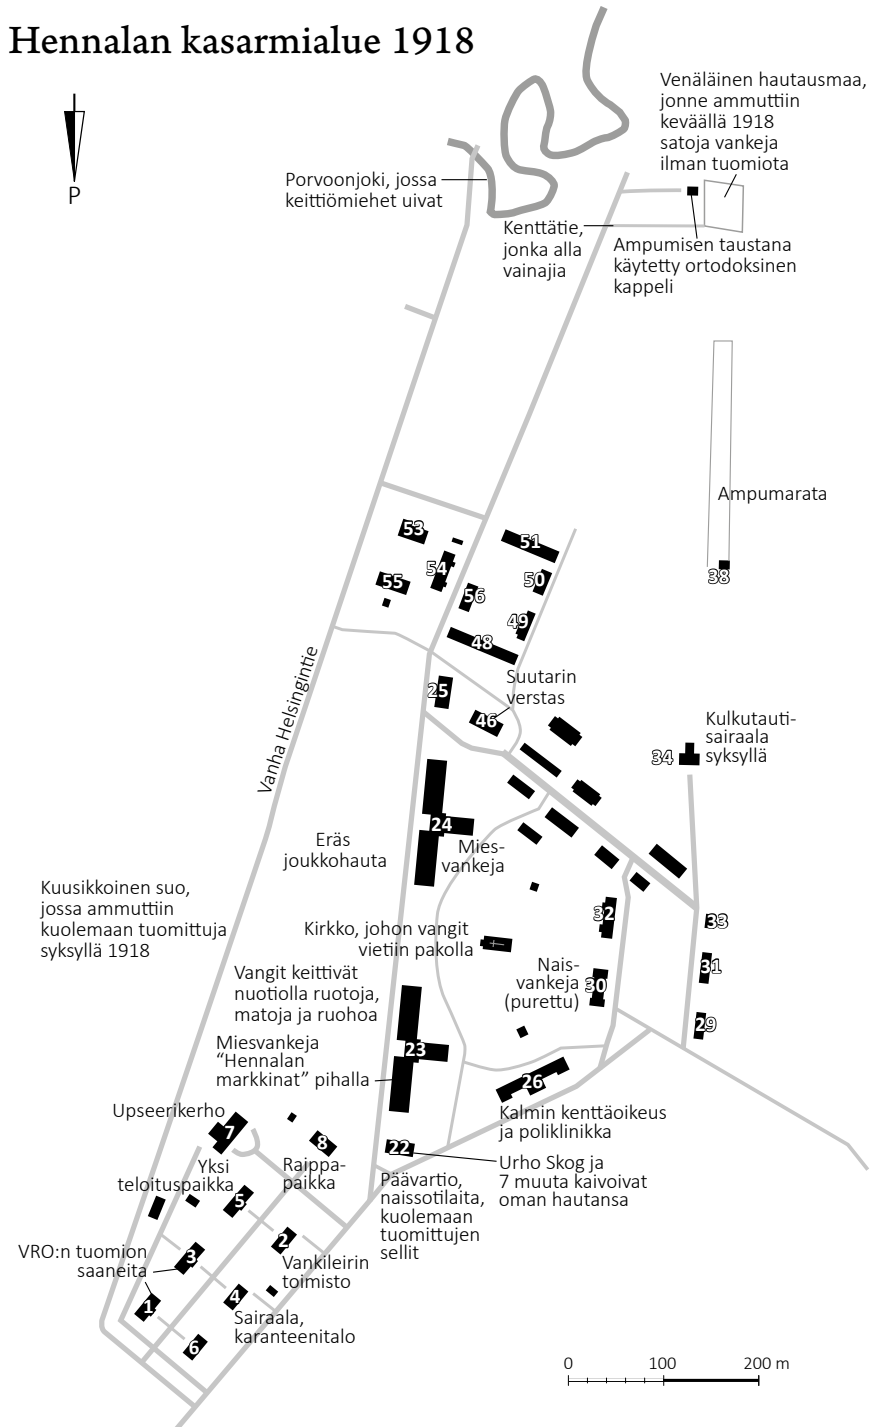 Hennalan kasarmialue 1918
P
Venäläinen hautausmaa,
jonne ammuttiin
keväällä 1918
satoja vankeja
ilman tuomiota
Porvoonjoki, jossa
keittiömiehet uivat
Kenttätie,
jonka alla
vainajia
Ampumisen taustana
käytetty ortodoksinen
kappeli
Ampumarata
38
53
54
55
51
50
56
49
48
Vanha Helsingintie
25
Suutarin
verstas
46
Kulkutauti-
sairaala
syksyllä
34
24
Mies-
vankeja
Eräs
joukkohauta
Kuusikkoinen suo,
jossa ammuttiin
kuolemaan tuomittuja
syksyllä 1918
Kirkko, johon vangit
vietiin pakolla
32
33
31
29
Nais-
vankeja
(purettu)
30
Vangit keittivät
nuotiolla ruotoja,
matoja ja ruohoa
23
Miesvankeja
“Hennalan
markkinat” pihalla
26
Kalmin kenttäoikeus
ja poliklinikka
Upseerikerho
7
8
22
Urho Skog ja
7 muuta kaivoivat
oman hautansa
Yksi
teloituspaikka
Raippa-
paikka
Päävartio,
naissotilaita,
kuolemaan
tuomittujen
sellit
5
2
Vankileirin
toimisto
VRO:n tuomion
saaneita
3
1
4
Sairaala,
karanteenitalo
6
0 100 200 m